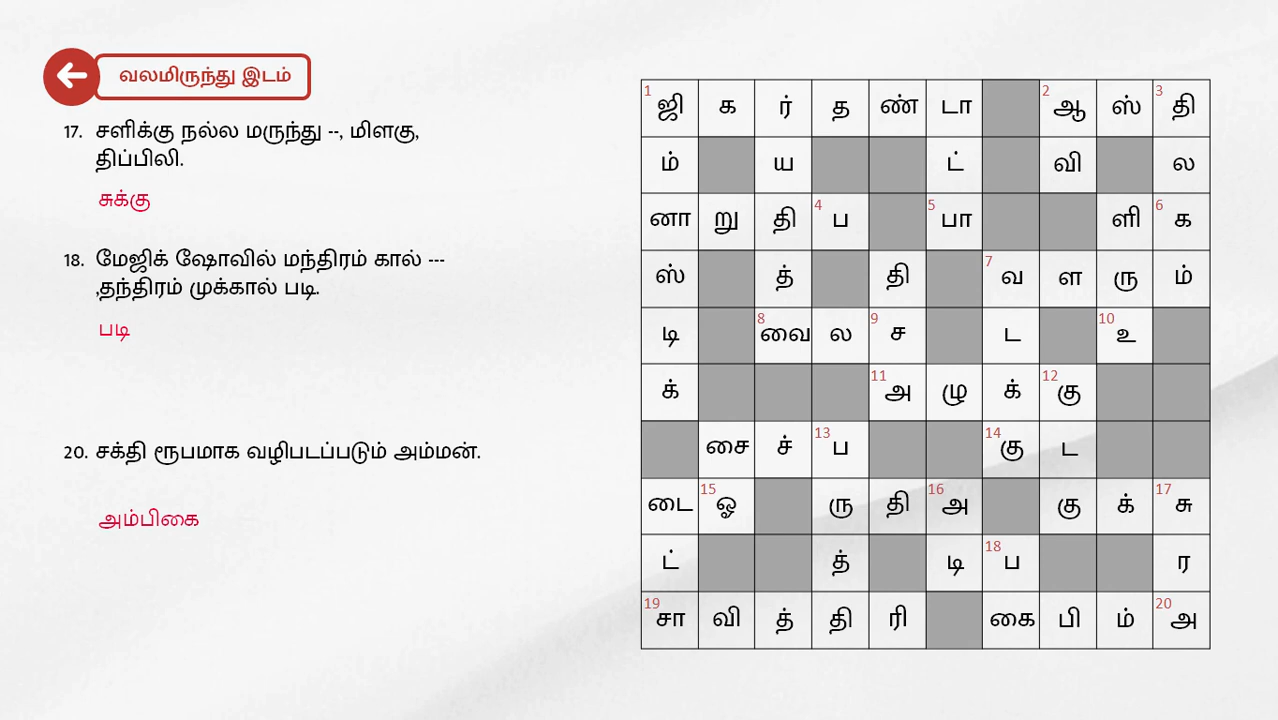 வலமிருந்து இடம்
17. சளிக்கு நல்ல மருந்து --, மிளகு,
திப்பிலி.
சுக்கு
18. மேஜிக் ஷோவில் மந்திரம் கால் ---
,தந்திரம் முக்கால் படி.
படி
20. சக்தி ரூபமாக வழிபடப்படும் அம்மன்.
அம்பிகை
1 ஜி க ர் த ண் டா 2 ஆ ஸ் 3 தி
ம் ய ட் வி ல
னா று தி 4 ப 5 பா ளி 6 க
ஸ் த் தி 7 வ ள ரு ம்
டி 8 வை ல 9 ச ட 10 உ
க் 11 அ ழு க் 12 கு
சை ச் 13 ப 14 கு ட
டை 15 ஓ ரு தி 16 அ கு க் 17 சு
ட் த் டி 18 ப ர
19 சா வி த் தி ரி கை பி ம் 20 அ